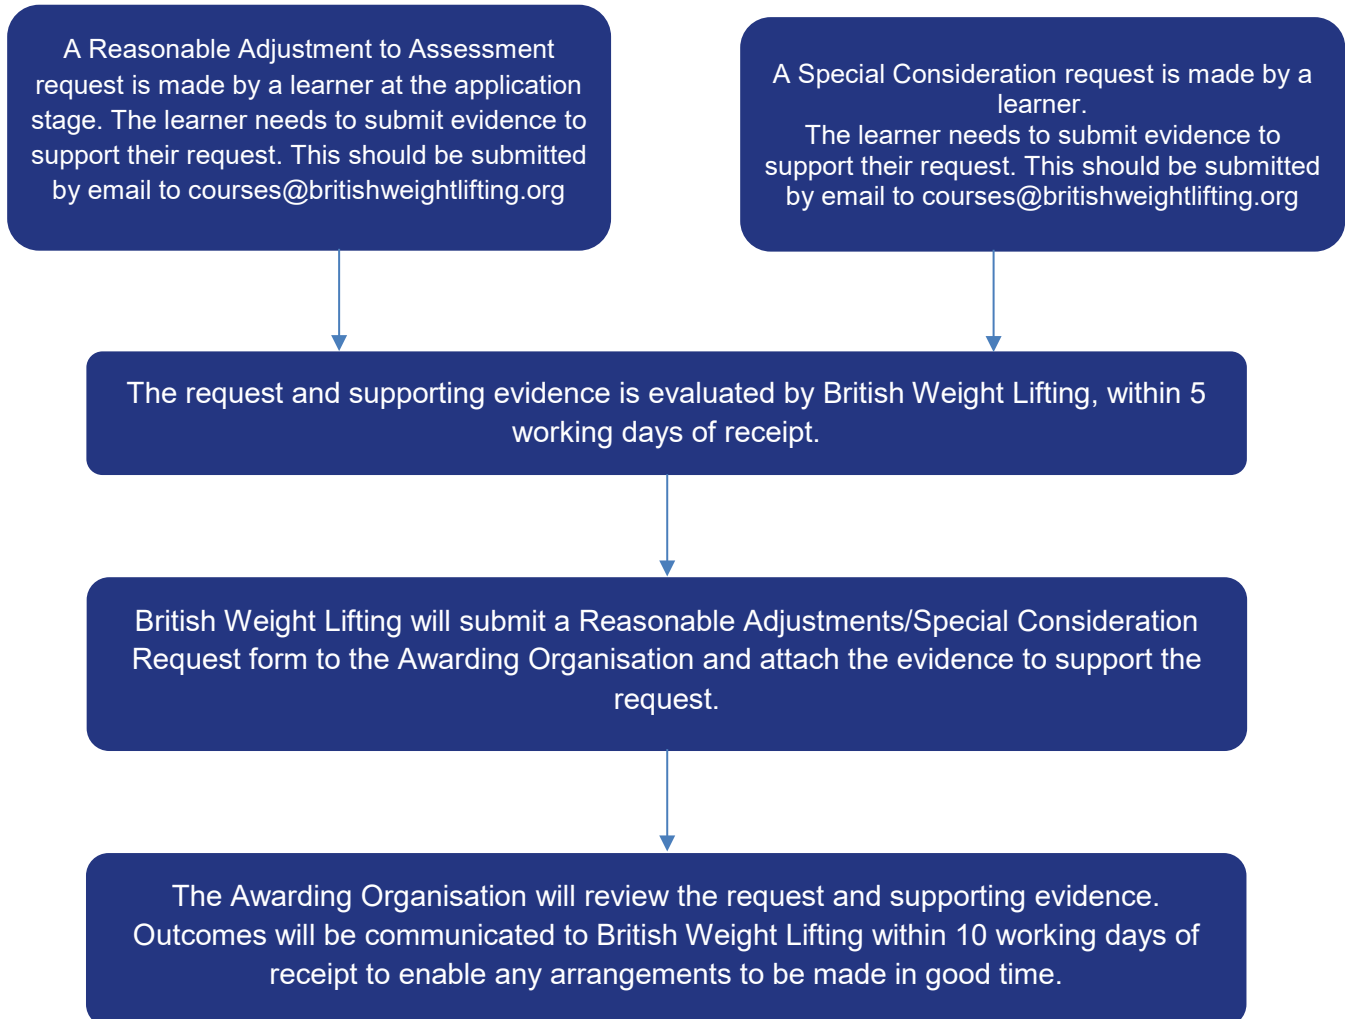 A Reasonable Adjustment to Assessment
request is made by a learner at the application
stage. The learner needs to submit evidence to
support their request. This should be submitted
by email to courses@britishweightlifting.org
A Special Consideration request is made by a
learner.
The learner needs to submit evidence to
support their request. This should be submitted
by email to courses@britishweightlifting.org
The request and supporting evidence is evaluated by British Weight Lifting, within 5
working days of receipt.
British Weight Lifting will submit a Reasonable Adjustments/Special Consideration
Request form to the Awarding Organisation and attach the evidence to support the
request.
The Awarding Organisation will review the request and supporting evidence.
Outcomes will be communicated to British Weight Lifting within 10 working days of
receipt to enable any arrangements to be made in good time.